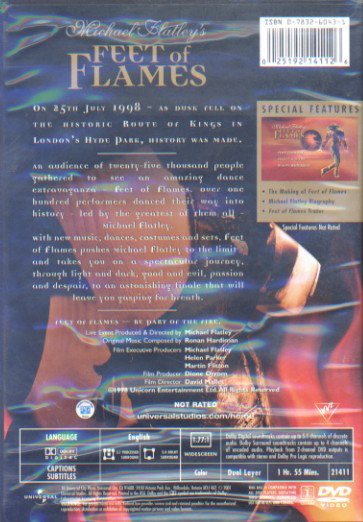 ISBN 0-7832-6043-1
Michael Flatley's
FEET of
FLAMES
On 25th July 1998 – as dusk fell on
the historic Route of Kings in
London's Hyde Park, history was made.
An audience of twenty-five thousand people
gathered to see an amazing dance
extravaganza – feet of flames. over one
hundred performers danced their way into
history – led by the greatest of them all –
Michael Flatley.
with new music, dances, costumes and sets, feet
of flames pushes Michael Flatley to the limit
and takes you on a spectacular journey,
through light and dark, good and evil, passion
and despair, to an astonishing finale that will
leave you gasping for breath.
SPECIAL FEATURES
• The Making of Feet of Flames
• Michael Flatley Biography
• Feet of Flames Trailer
Special Features Not Rated
FEET OF FLAMES – BE PART OF THE FIRE
Live Event Produced & Directed by Michael Flatley
Original Music Composed by Ronan Hardiman
Film Executive Producers Michael Flatley
Helen Parker
Martin
Film Producer
Film Director David Mallet
©1998 Unicorn Entertainment Ltd. All Rights Reserved
NOT RATED
universalstudios.com/home
LANGUAGE
English
1.77:1
WIDESCREEN
CAPTIONS
SUBTITLES
Color
Dual Layer
1 Hr. 55 Mins.
21411
UNIVERSAL
DVD
VIDEO